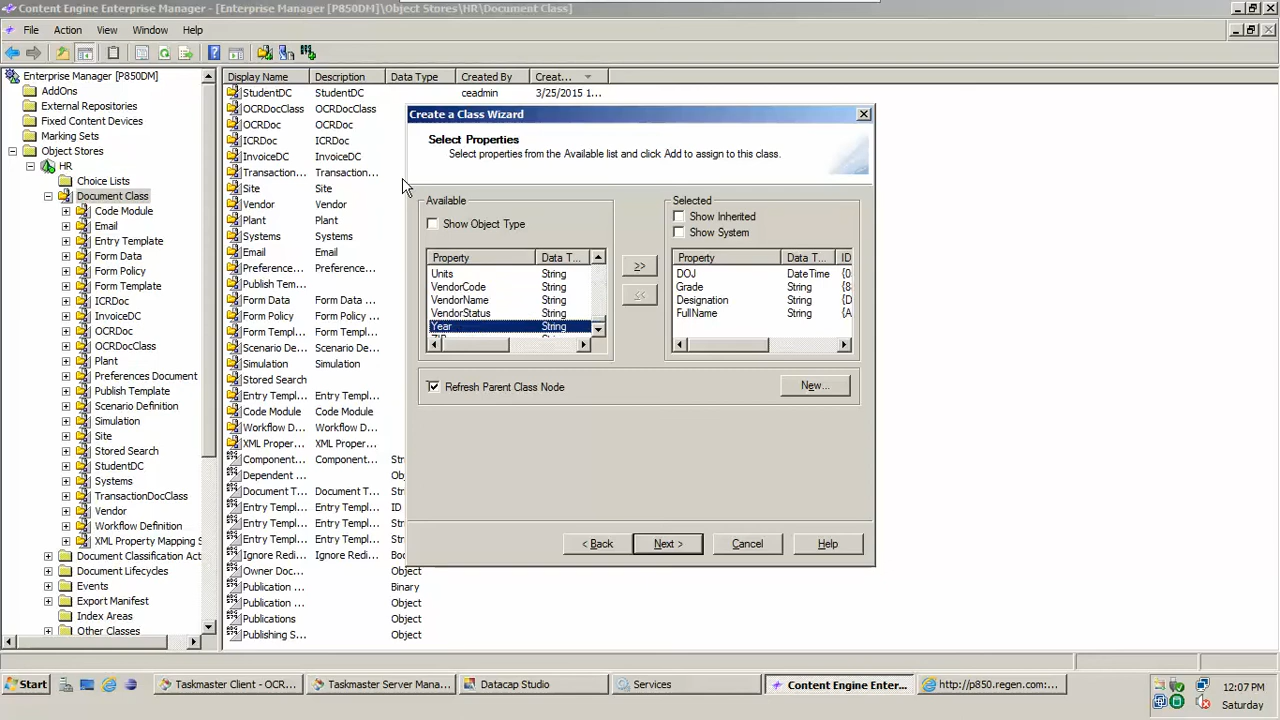 Content Engine Enterprise Manager - [Enterprise Manager [P850DM]\Object Stores\HR\Document Class]
File Action View Window Help
Enterprise Manager [P850DM]
AddOns
External Repositories
Fixed Content Devices
Marking Sets
Object Stores
HR
Choice Lists
Document Class
Code Module
Email
Entry Template
Form Data
Form Policy
Form Template
ICRDoc
InvoiceDC
OCRDoc
OCRDocClass
Plant
Preferences Document
Publish Template
Scenario Definition
Simulation
Site
Stored Search
StudentDC
Systems
TransactionDocClass
Vendor
Workflow Definition
XML Property Mapping S
Document Classification Act
Document Lifecycles
Events
Export Manifest
Index Areas
Other Classes
Display Name Description Data Type Created By Creat...
StudentDC StudentDC ceadmin 3/25/2015 1...
OCRDocClass OCRDocClass
OCRDoc OCRDoc
ICRDoc ICRDoc
InvoiceDC InvoiceDC
Transaction... Transaction...
Site Site
Vendor Vendor
Plant Plant
Systems Systems
Email Email
Preference... Preference...
Publish Tem...
Form Data Form Data
Form Policy Form Policy
Form Templ... Form Templ...
Scenario De... Scenario De...
Simulation Simulation
Stored Search
Entry Templ... Entry Templ...
Code Module Code Module
Workflow D... Workflow D...
XML Proper... XML Proper...
Component... Component... Str
Dependent ... Obj
Document T... Document T... Str
Entry Templ... Entry Templ... ID
Entry Templ... Entry Templ... Str
Entry Templ... Entry Templ... Str
Ignore Redi... Ignore Redi... Boo
Owner Doc... Object
Publication ... Binary
Publication ... Object
Publications Object
Publishing S... Object
Create a Class Wizard
Select Properties
Select properties from the Available list and click Add to assign to this class.
Available
Show Object Type
Property Data T...
Units String
VendorCode String
VendorName String
VendorStatus String
Year String
>>
<<
Selected
Show Inherited
Show System
Property Data T... ID
DOJ DateTime {0
Grade String {8
Designation String {D
FullName String {A
Refresh Parent Class Node
New...
< Back Next > Cancel Help
Start Taskmaster Client - OCR... Taskmaster Server Mana... Datacap Studio Services Content Engine Enter... http://p850.regen.com:...
12:07 PM
Saturday